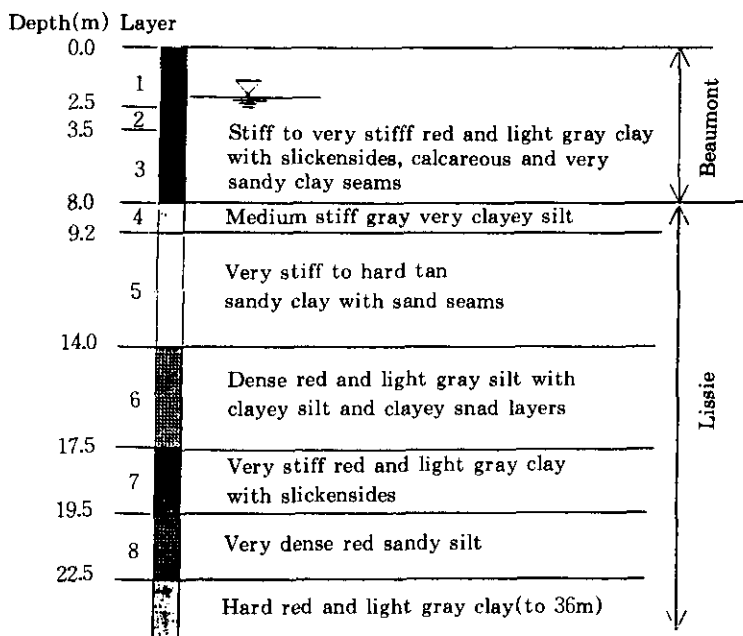 Depth(m) Layer
0.0
1
2.5
2
3.5
Stiff to very stifff red and light gray clay
with slickensides, calcareous and very
sandy clay seams
3
8.0
Beaumont
4
Medium stiff gray very clayey silt
9.2
Very stiff to hard tan
sandy clay with sand seams
5
14.0
Dense red and light gray silt with
clayey silt and clayey snad layers
6
Lissie
17.5
Very stiff red and light gray clay
with slickensides
7
19.5
Very dense red sandy silt
8
22.5
Hard red and light gray clay(to 36m)